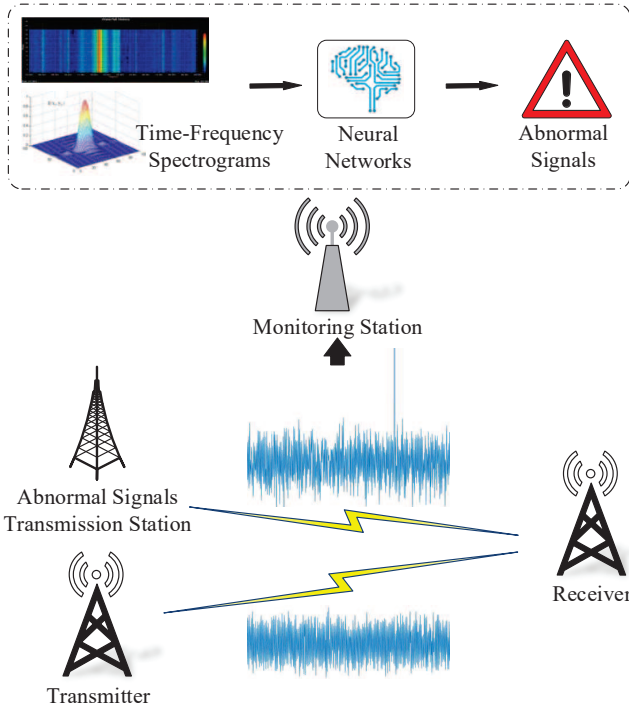 Time-Frequency
Spectrograms
Neural
Networks
Abnormal
Signals
Monitoring Station
Abnormal Signals
Transmission Station
Receiver
Transmitter